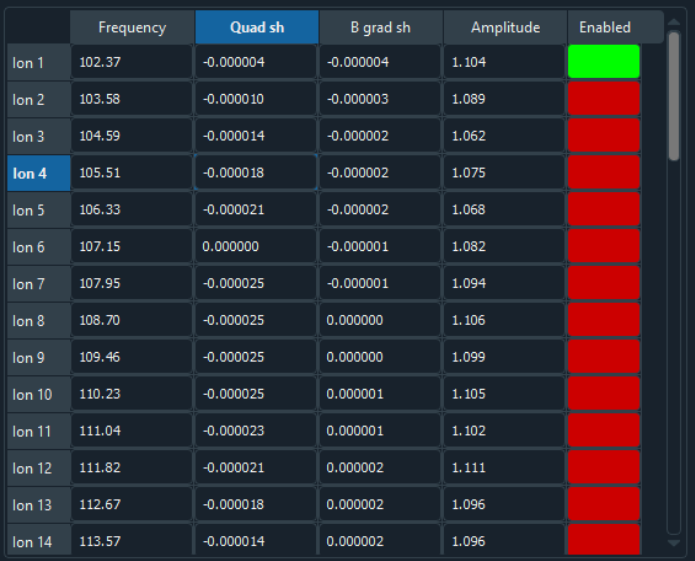 Frequency Quad sh B grad sh Amplitude Enabled
Ion 1 102.37 -0.000004 -0.000004 1.104
Ion 2 103.58 -0.000010 -0.000003 1.089
Ion 3 104.59 -0.000014 -0.000002 1.062
Ion 4 105.51 -0.000018 -0.000002 1.075
Ion 5 106.33 -0.000021 -0.000002 1.068
Ion 6 107.15 0.000000 -0.000001 1.082
Ion 7 107.95 -0.000025 -0.000001 1.094
Ion 8 108.70 -0.000025 0.000000 1.106
Ion 9 109.46 -0.000025 0.000000 1.099
Ion 10 110.23 -0.000025 0.000001 1.105
Ion 11 111.04 -0.000023 0.000001 1.102
Ion 12 111.82 -0.000021 0.000002 1.111
Ion 13 112.67 -0.000018 0.000002 1.096
Ion 14 113.57 -0.000014 0.000002 1.096